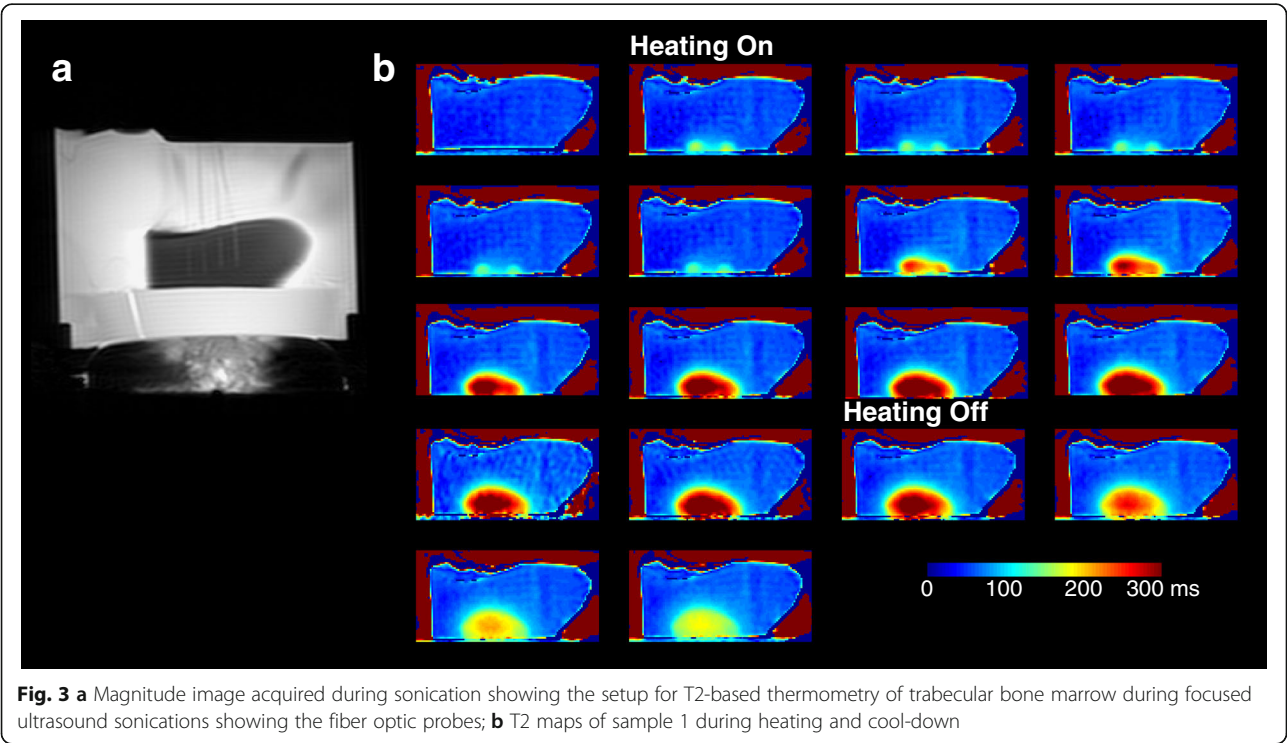 a
b
Heating On
Heating Off
0 100 200 300 ms
Fig. 3 a Magnitude image acquired during sonication showing the setup for T2-based thermometry of trabecular bone marrow during focused
ultrasound sonications showing the fiber optic probes; b T2 maps of sample 1 during heating and cool-down